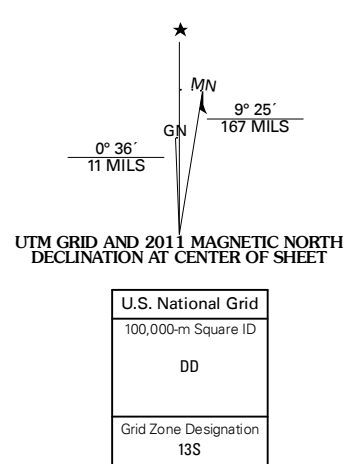 MN
9° 25´
167 MILS
GN
0° 36´
11 MILS
UTM GRID AND 2011 MAGNETIC NORTH
DECLINATION AT CENTER OF SHEET
U.S. National Grid
100,000-m Square ID
DD
Grid Zone Designation
13S